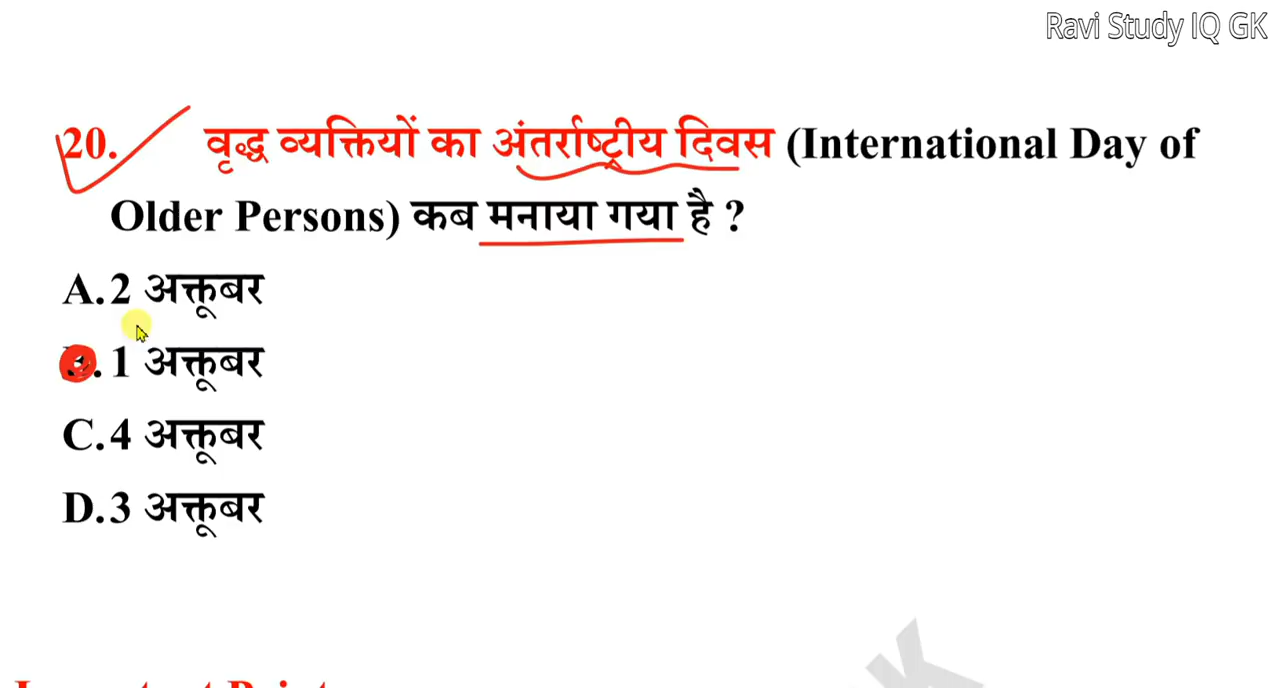 Ravi Study IQ GK
20. वृद्ध व्यक्तियों का अंतर्राष्ट्रीय दिवस (International Day of
Older Persons) कब मनाया गया है ?
A.2 अक्तूबर
. 1 अक्तूबर
C.4 अक्तूबर
D.3 अक्तूबर
K